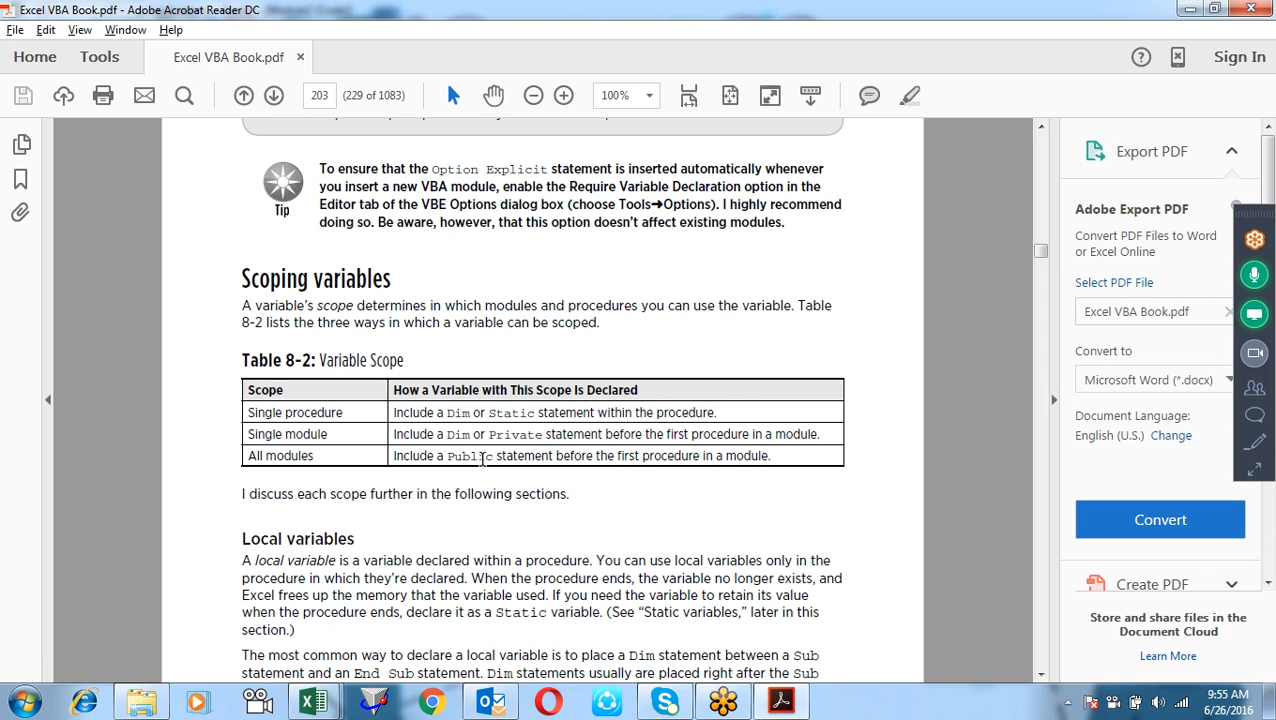 Excel VBA Book.pdf - Adobe Acrobat Reader DC
File Edit View Window Help
Home Tools Excel VBA Book.pdf × Sign In
203 (229 of 1083) 100%
To ensure that the Option Explicit statement is inserted automatically whenever
you insert a new VBA module, enable the Require Variable Declaration option in the
Editor tab of the VBE Options dialog box (choose Tools→Options). I highly recommend
doing so. Be aware, however, that this option doesn't affect existing modules.
Tip
Scoping variables
A variable's scope determines in which modules and procedures you can use the variable. Table
8-2 lists the three ways in which a variable can be scoped.
Table 8-2: Variable Scope
Scope How a Variable with This Scope Is Declared
Single procedure Include a Dim or Static statement within the procedure.
Single module Include a Dim or Private statement before the first procedure in a module.
All modules Include a Public statement before the first procedure in a module.
I discuss each scope further in the following sections.
Local variables
A local variable is a variable declared within a procedure. You can use local variables only in the
procedure in which they're declared. When the procedure ends, the variable no longer exists, and
Excel frees up the memory that the variable used. If you need the variable to retain its value
when the procedure ends, declare it as a Static variable. (See "Static variables," later in this
section.)
The most common way to declare a local variable is to place a Dim statement between a Sub
statement and an End Sub statement. Dim statements usually are placed right after the Sub
Export PDF
Adobe Export PDF
Convert PDF Files to Word
or Excel Online
Select PDF File
Excel VBA Book.pdf
Convert to
Microsoft Word (*.docx)
Document Language:
English (U.S.) Change
Convert
Create PDF
Store and share files in the
Document Cloud
Learn More
9:55 AM
6/26/2016